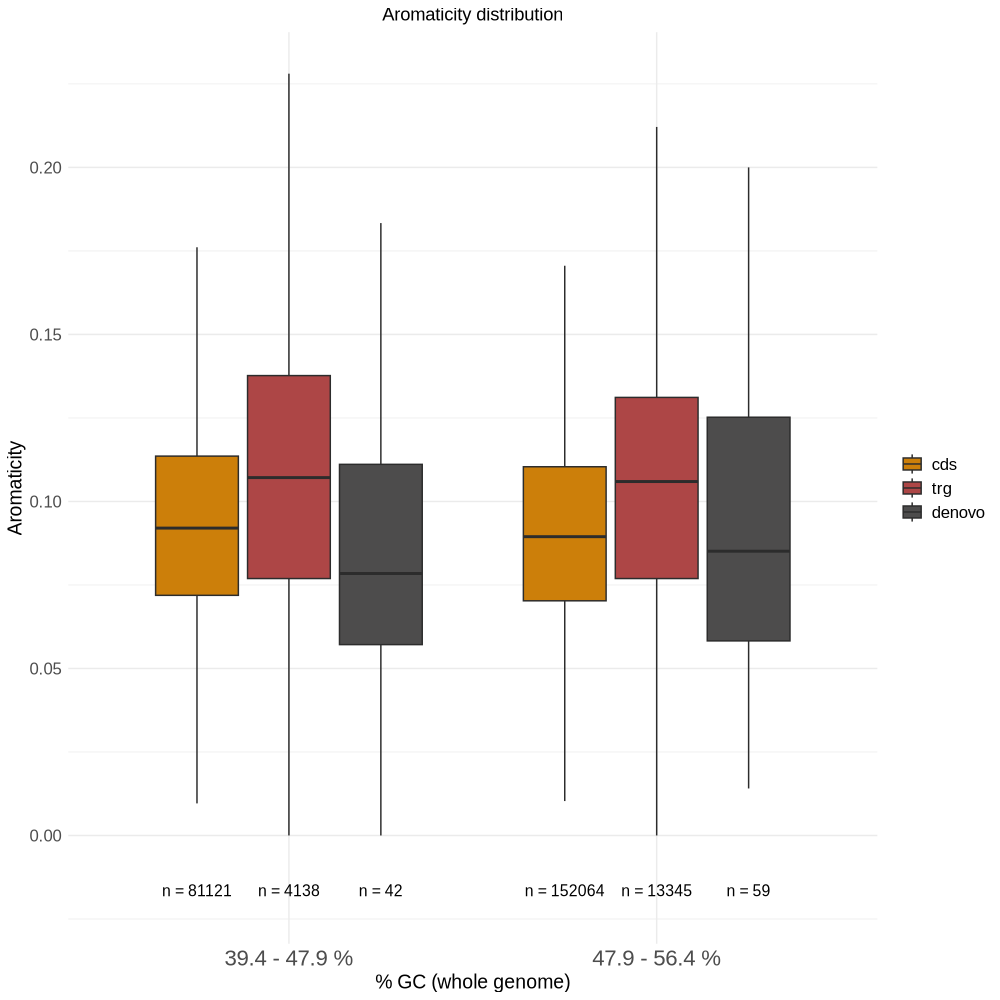 Aromaticity distribution
0.20
0.15
0.10
0.05
0.00
Aromaticity
n = 81121 n = 4138 n = 42 n = 152064 n = 13345 n = 59
39.4 - 47.9 % 47.9 - 56.4 %
% GC (whole genome)
cds
trg
denovo